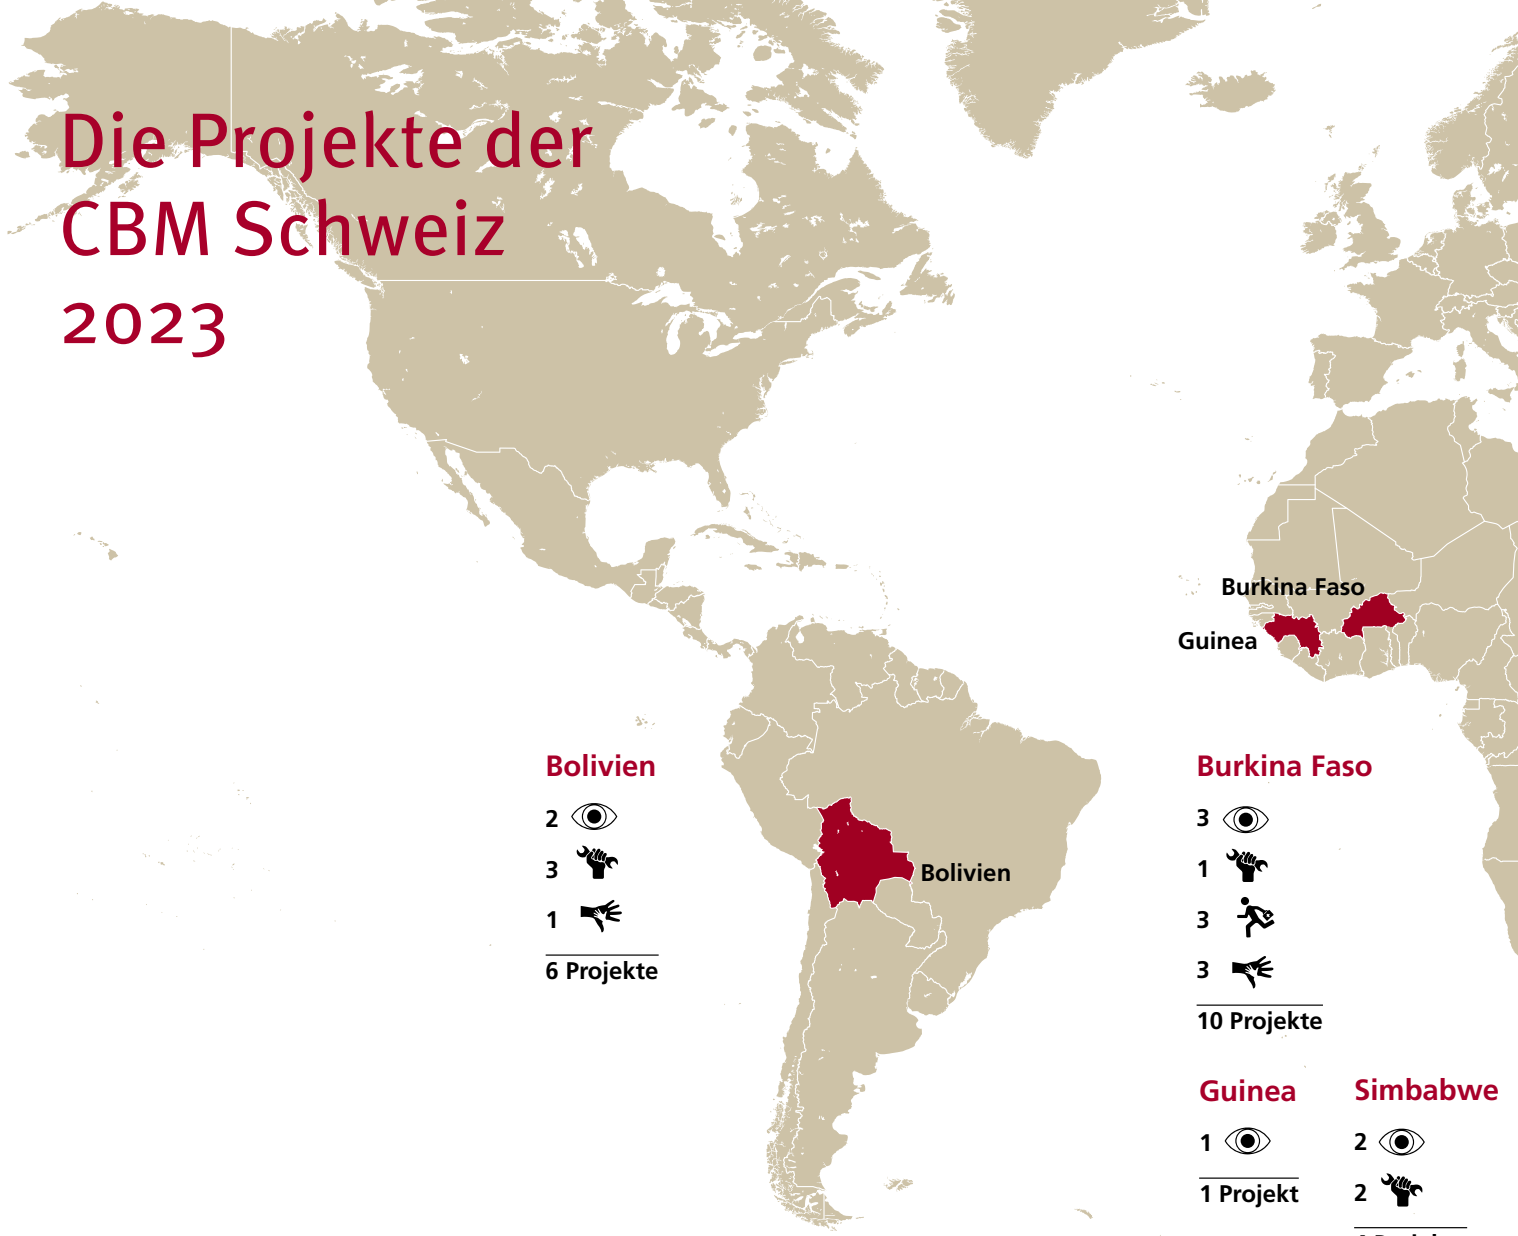 Die Projekte der
CBM Schweiz
2023
Burkina Faso
Guinea
Bolivien
Bolivien
2
3
1
6 Projekte
Burkina Faso
3
1
3
3
10 Projekte
Guinea
1
1 Projekt
Simbabwe
2
2